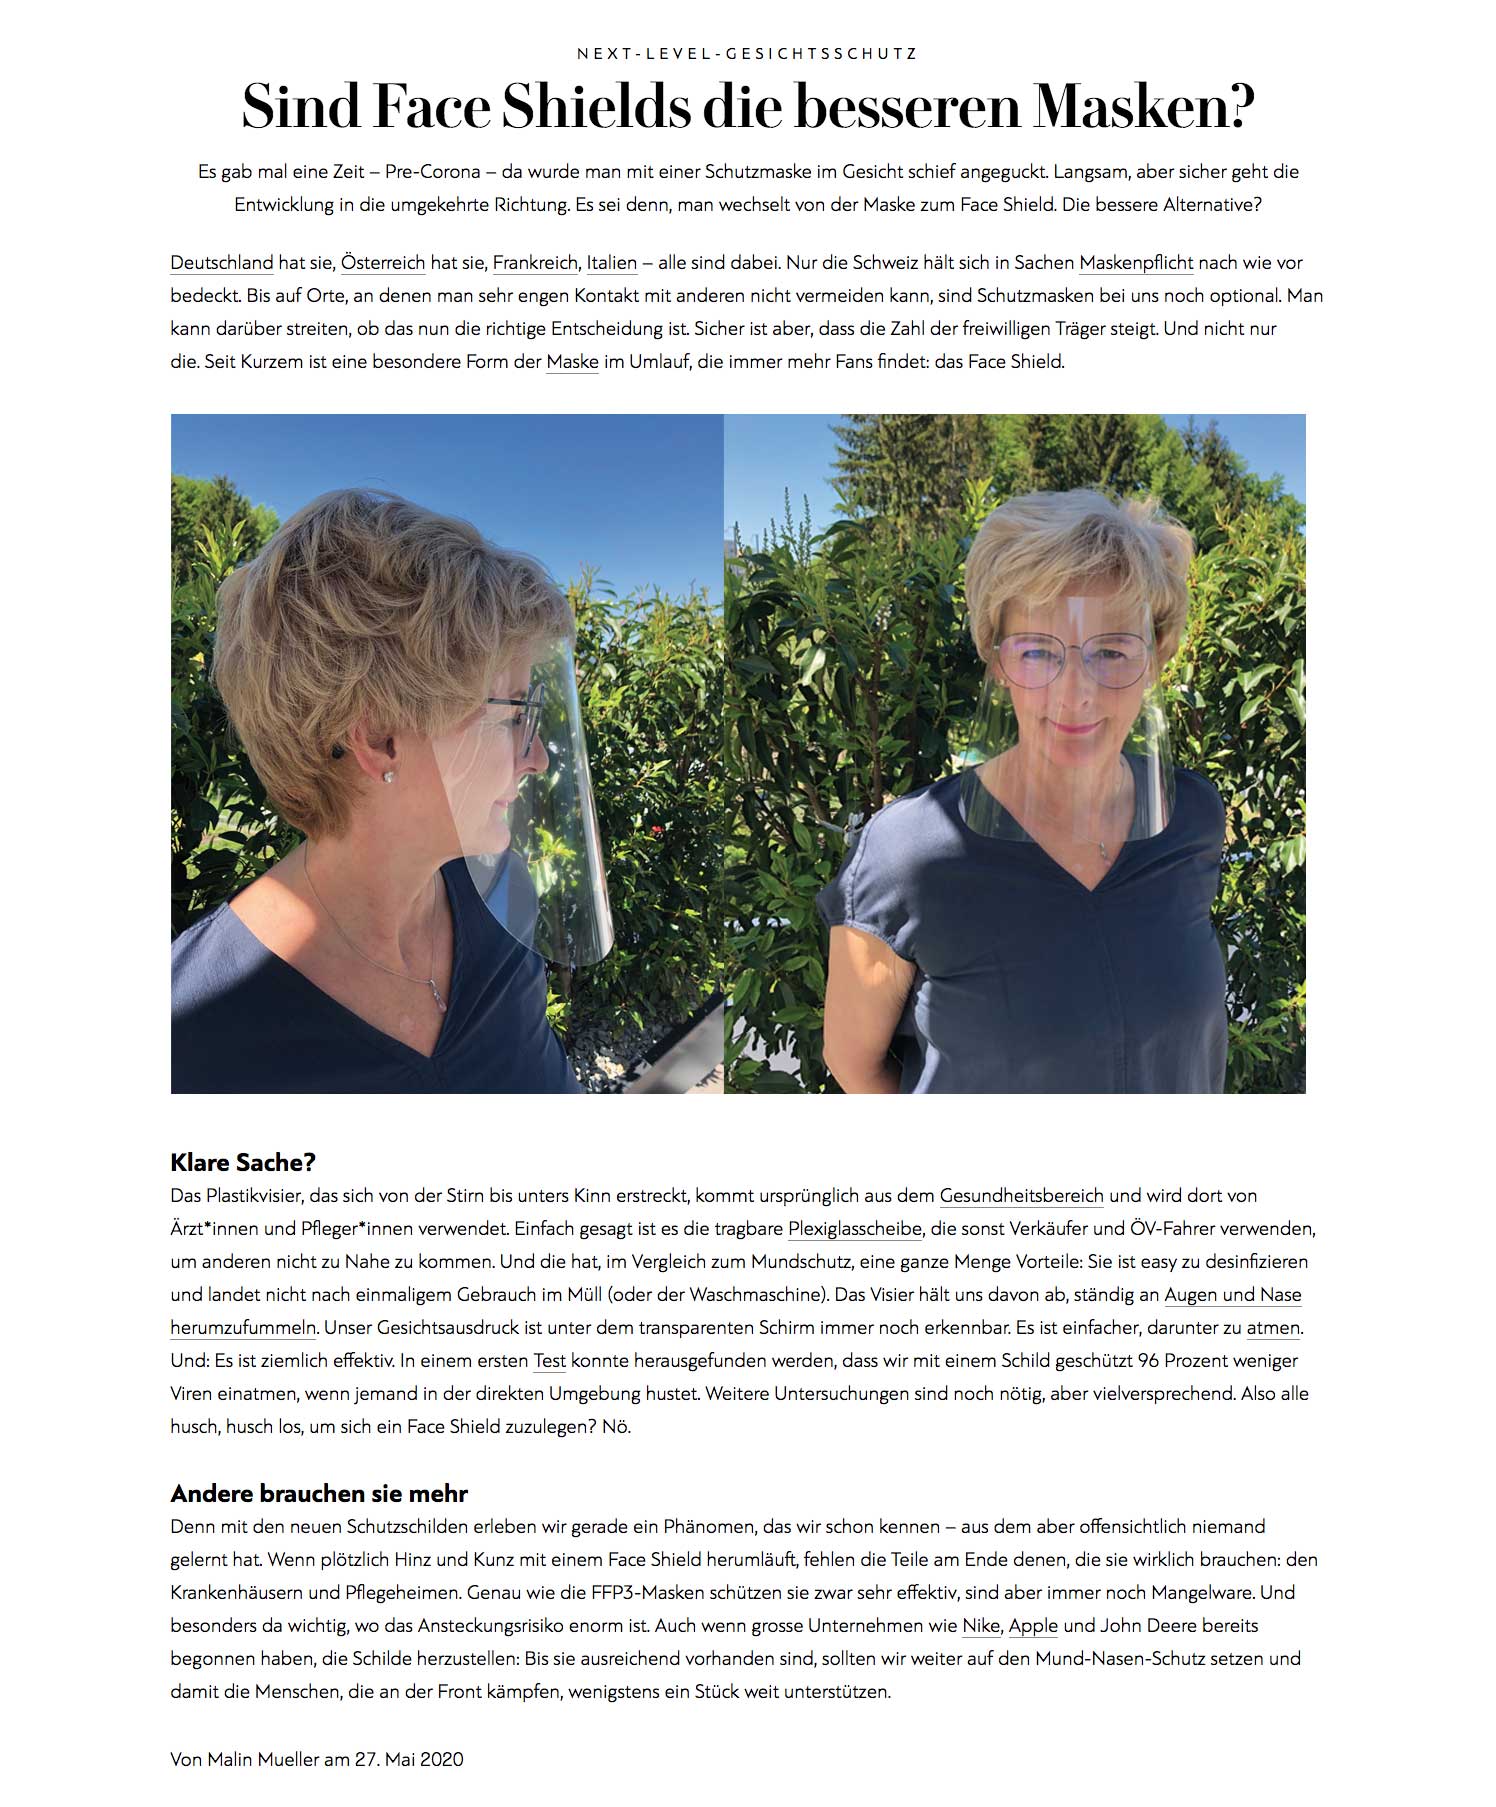 NEXT-LEVEL-GESICHTSSCHUTZ
Sind Face Shields die besseren Masken?
Es gab mal eine Zeit – Pre-Corona – da wurde man mit einer Schutzmaske im Gesicht schief angeguckt. Langsam, aber sicher geht die
Entwicklung in die umgekehrte Richtung. Es sei denn, man wechselt von der Maske zum Face Shield. Die bessere Alternative?
Deutschland hat sie, Österreich hat sie, Frankreich, Italien – alle sind dabei. Nur die Schweiz hält sich in Sachen Maskenpflicht nach wie vor
bedeckt. Bis auf Orte, an denen man sehr engen Kontakt mit anderen nicht vermeiden kann, sind Schutzmasken bei uns noch optional. Man
kann darüber streiten, ob das nun die richtige Entscheidung ist. Sicher ist aber, dass die Zahl der freiwilligen Träger steigt. Und nicht nur
die. Seit Kurzem ist eine besondere Form der Maske im Umlauf, die immer mehr Fans findet: das Face Shield.
Klare Sache?
Das Plastikvisier, das sich von der Stirn bis unters Kinn erstreckt, kommt ursprünglich aus dem Gesundheitsbereich und wird dort von
Ärzt*innen und Pfleger*innen verwendet. Einfach gesagt ist es die tragbare Plexiglasscheibe, die sonst Verkäufer und ÖV-Fahrer verwenden,
um anderen nicht zu Nahe zu kommen. Und die hat, im Vergleich zum Mundschutz, eine ganze Menge Vorteile: Sie ist easy zu desinfizieren
und landet nicht nach einmaligem Gebrauch im Müll (oder der Waschmaschine). Das Visier hält uns davon ab, ständig an Augen und Nase
herumzufummeln. Unser Gesichtsausdruck ist unter dem transparenten Schirm immer noch erkennbar. Es ist einfacher, darunter zu atmen.
Und: Es ist ziemlich effektiv. In einem ersten Test konnte herausgefunden werden, dass wir mit einem Schild geschützt 96 Prozent weniger
Viren einatmen, wenn jemand in der direkten Umgebung hustet. Weitere Untersuchungen sind noch nötig, aber vielversprechend. Also alle
husch, husch los, um sich ein Face Shield zuzulegen? Nö.
Andere brauchen sie mehr
Denn mit den neuen Schutzschilden erleben wir gerade ein Phänomen, das wir schon kennen – aus dem aber offensichtlich niemand
gelernt hat. Wenn plötzlich Hinz und Kunz mit einem Face Shield herumläuft, fehlen die Teile am Ende denen, die sie wirklich brauchen: den
Krankenhäusern und Pflegeheimen. Genau wie die FFP3-Masken schützen sie zwar sehr effektiv, sind aber immer noch Mangelware. Und
besonders da wichtig, wo das Ansteckungsrisiko enorm ist. Auch wenn grosse Unternehmen wie Nike, Apple und John Deere bereits
begonnen haben, die Schilde herzustellen: Bis sie ausreichend vorhanden sind, sollten wir weiter auf den Mund-Nasen-Schutz setzen und
damit die Menschen, die an der Front kämpfen, wenigstens ein Stück weit unterstützen.
Von Malin Mueller am 27. Mai 2020